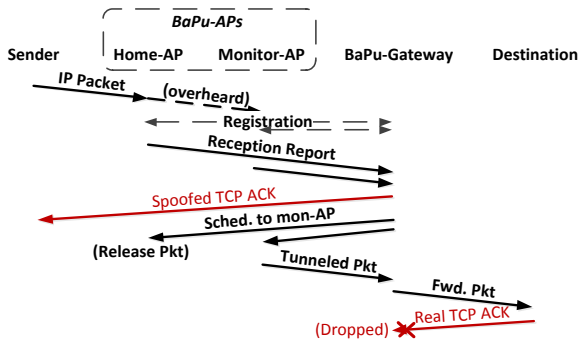 BaPu-APs
Sender Home-AP Monitor-AP BaPu-Gateway Destination
IP Packet (overheard)
Registration
Reception Report
Spoofed TCP ACK
Sched. to mon-AP
(Release Pkt)
Tunneled Pkt
Fwd. Pkt
Real TCP ACK
(Dropped)